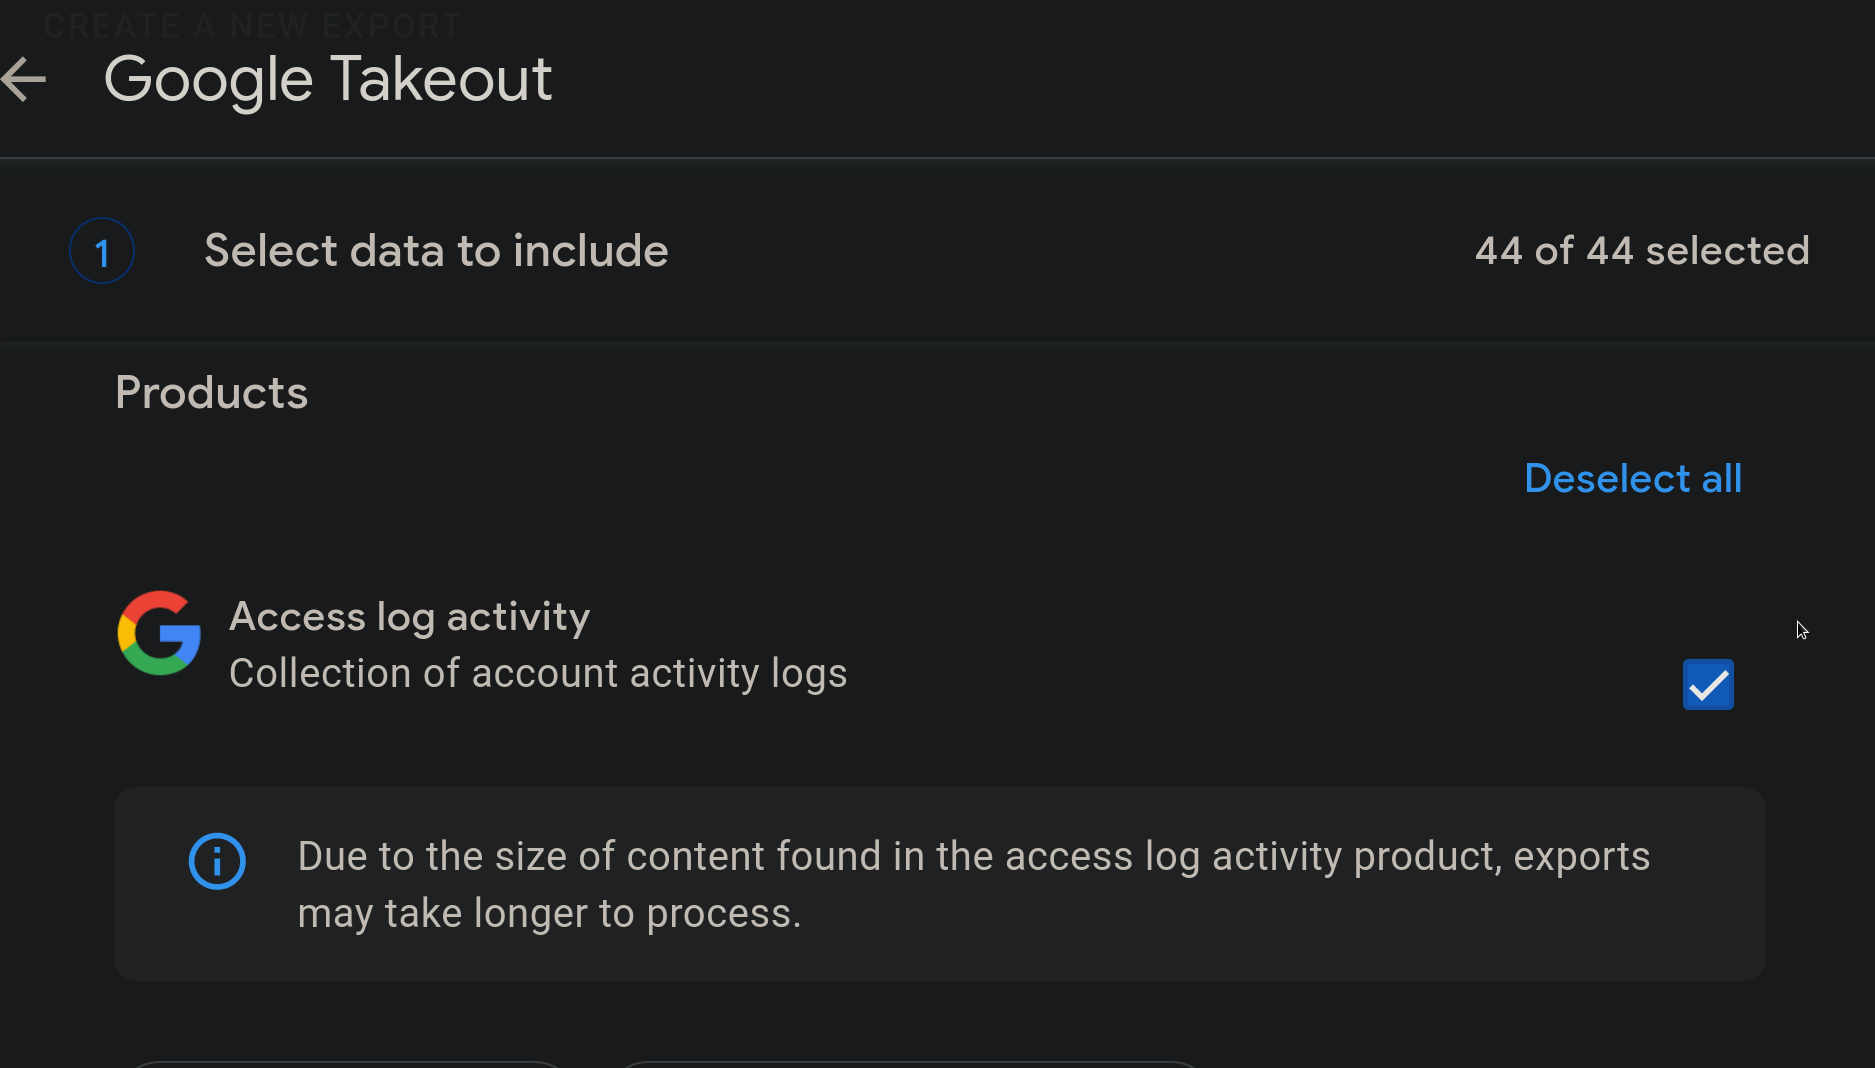 CREATE A NEW EXPORT
Google Takeout
1 Select data to include 44 of 44 selected
Products
Deselect all
Access log activity
Collection of account activity logs
Due to the size of content found in the access log activity product, exports
may take longer to process.